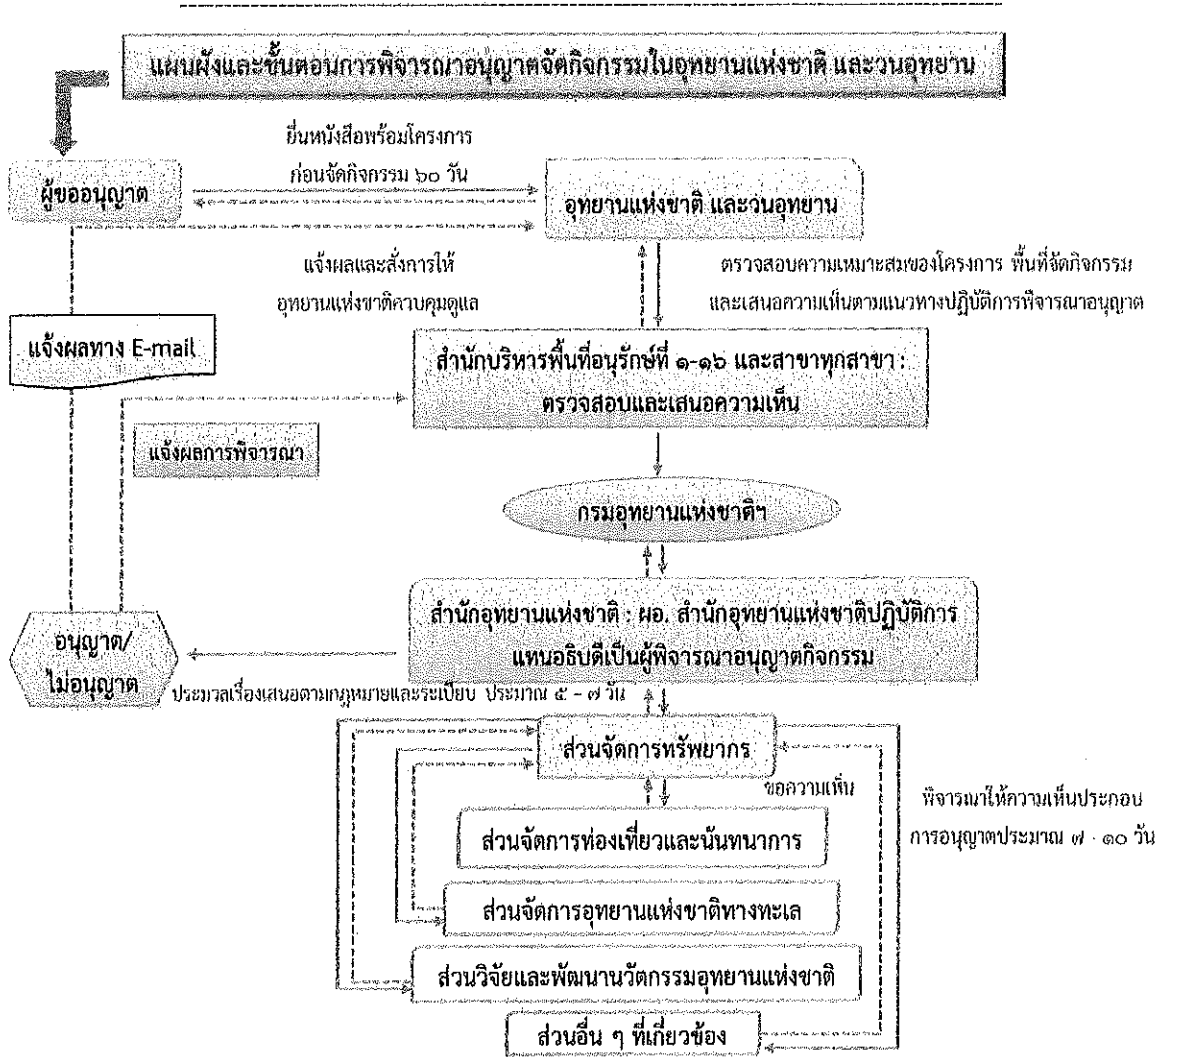 แผนผังและขั้นตอนการพิจารณาอนุญาตจัดกิจกรรมในอุทยานแห่งชาติ และวนอุทยาน
ยื่นหนังสือพร้อมโครงการ
ก่อนจัดกิจกรรม ๖๐ วัน
ผู้ขออนุญาต
อุทยานแห่งชาติ และวนอุทยาน
แจ้งผลและสั่งการให้
อุทยานแห่งชาติควบคุมดูแล
ตรวจสอบความเหมาะสมของโครงการ พื้นที่จัดกิจกรรม
และเสนอความเห็นตามแนวทางปฏิบัติการพิจารณาอนุญาต
แจ้งผลทาง E-mail
สำนักบริหารพื้นที่อนุรักษ์ที่ ๑-๑๖ และสาขาทุกสาขา :
ตรวจสอบและเสนอความเห็น
แจ้งผลการพิจารณา
กรมอุทยานแห่งชาติฯ
สำนักอุทยานแห่งชาติ : ผอ. สำนักอุทยานแห่งชาติปฏิบัติการ
แทนอธิบดีเป็นผู้พิจารณาอนุญาตกิจกรรม
อนุญาต/
ไม่อนุญาต
ประมวลเรื่องเสนอตามกฎหมายและระเบียบ ประมาณ ๕ - ๗ วัน
ส่วนจัดการทรัพยากร
ขอความเห็น
พิจารณาให้ความเห็นประกอบ
การอนุญาตประมาณ ๗ - ๑๐ วัน
ส่วนจัดการท่องเที่ยวและนันทนาการ
ส่วนจัดการอุทยานแห่งชาติทางทะเล
ส่วนวิจัยและพัฒนานวัตกรรมอุทยานแห่งชาติ
ส่วนอื่น ๆ ที่เกี่ยวข้อง